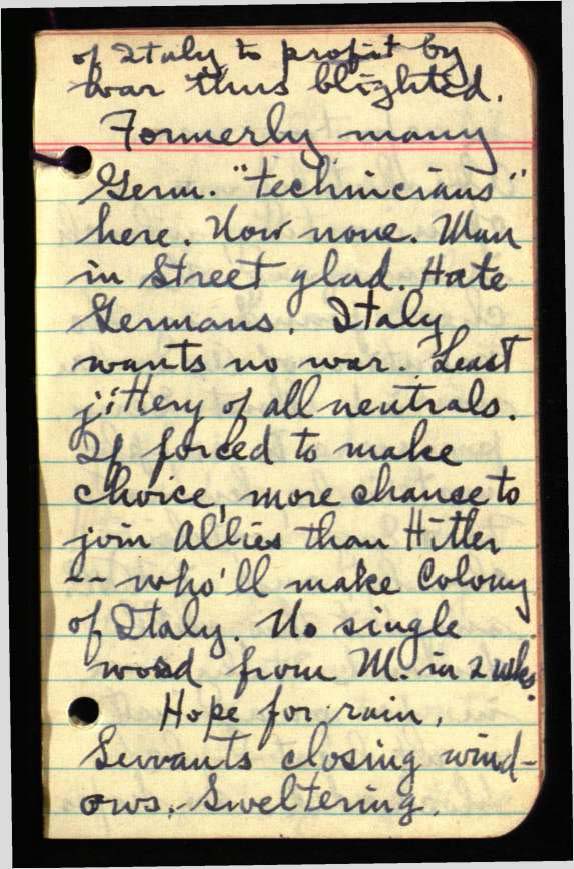 of Italy to profit by
war thus blighted.
Formerly many
Germ. "technicians"
here. Now none. Man
in Street glad. Hate
Germans. Italy
wants no war. Least
jittery of all neutrals.
If forced to make
choice, more chance to
join Allies than Hitler
-- who'll make Colony
of Italy. No single
word from M. in 2 wks.
Hope for rain.
Servants closing wind-
ows. Sweltering.